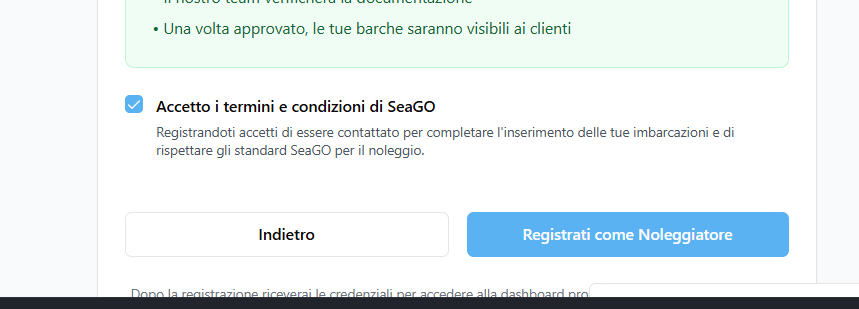 Il nostro team verificherà la documentazione
• Una volta approvato, le tue barche saranno visibili ai clienti
Accetto i termini e condizioni di SeaGO
Registrandoti accetti di essere contattato per completare l'inserimento delle tue imbarcazioni e di
rispettare gli standard SeaGO per il noleggio.
Indietro
Registrati come Noleggiatore
Dopo la registrazione riceverai le credenziali per accedere alla dashboard pro